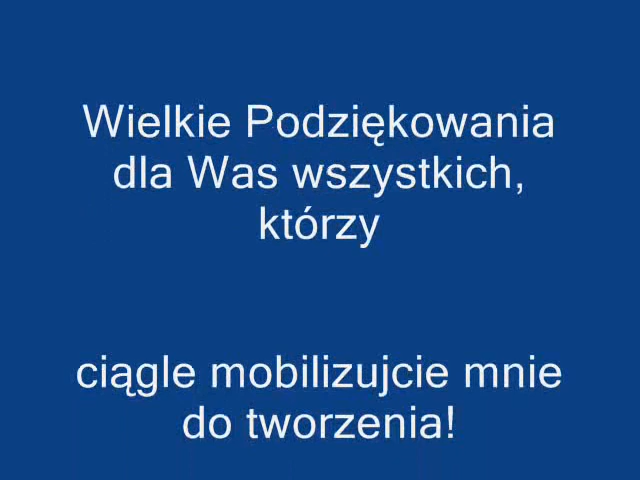 Wielkie Podziękowania
dla Was wszystkich,
którzy
ciągle mobilizujcie mnie
do tworzenia!